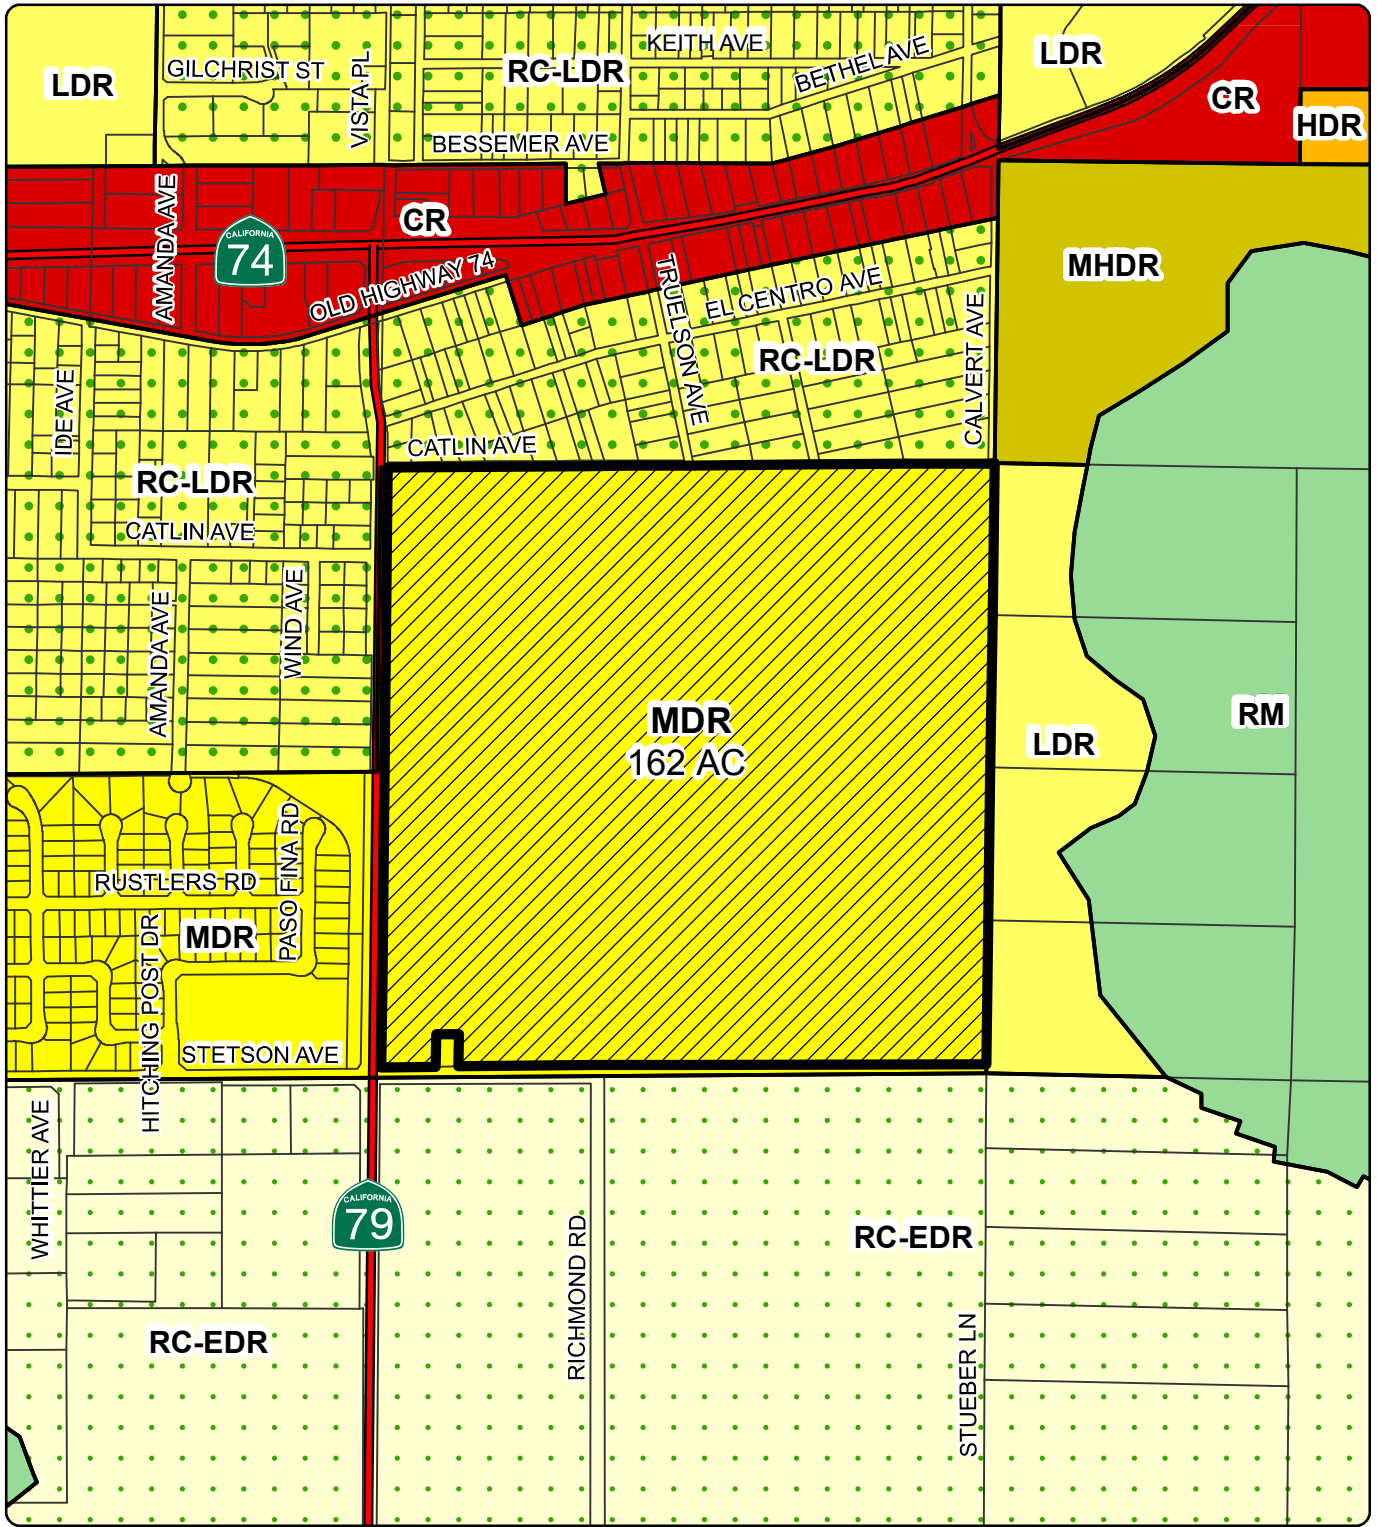 KEITH AVE
LDR
BETHEL AVE
LDR
GILCHRIST ST
RC-LDR
VISTA PL
CR
HDR
BESSEMER AVE
AMANDA AVE
CR
CALIFORNIA
74
MHDR
OLD HIGHWAY 74
EL CENTRO AVE
TRUELSON AVE
CALVERT AVE
RC-LDR
IDE AVE
CATLIN AVE
RC-LDR
CATLIN AVE
WIND AVE
AMANDA AVE
MDR
162 AC
RM
LDR
PASO FINA RD
RUSTLERS RD
MDR
HITCHING POST DR
STETSON AVE
WHITTIER AVE
CALIFORNIA
79
RICHMOND RD
RC-EDR
RC-EDR
STUEBER LN